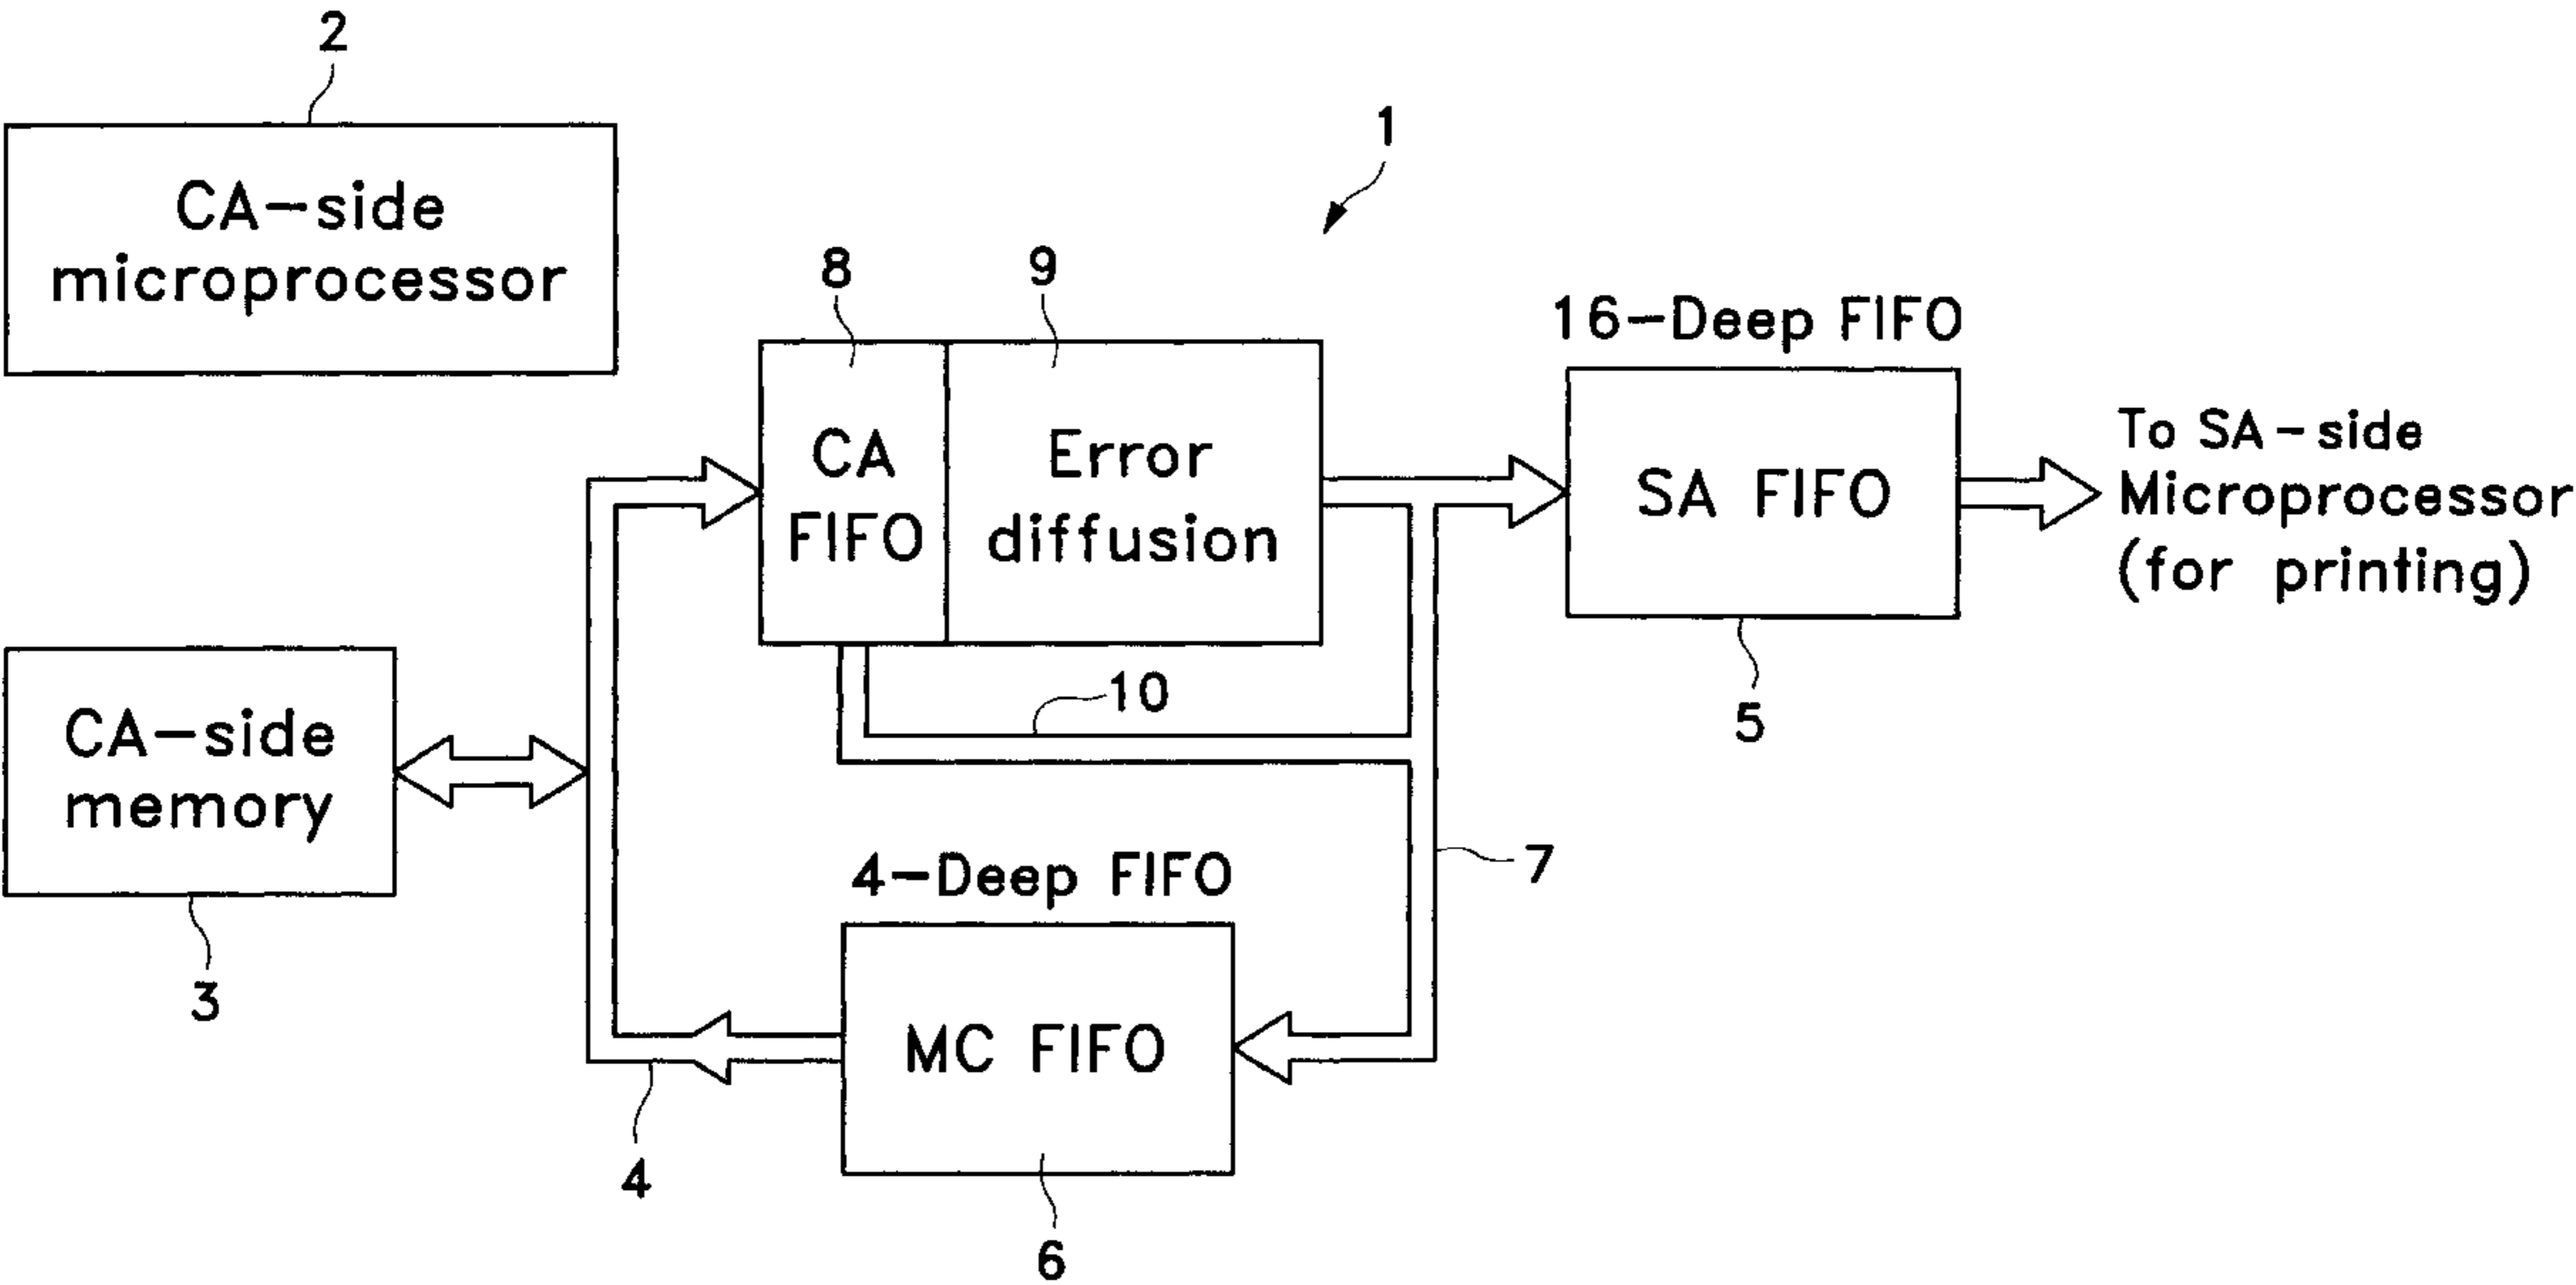 2
CA-side
microprocessor
1
8
9
CA
FIFO
Error
diffusion
16-Deep FIFO
SA FIFO
5
To SA-side
Microprocessor
(for printing)
10
CA-side
memory
3
7
4-Deep FIFO
MC FIFO
4
6